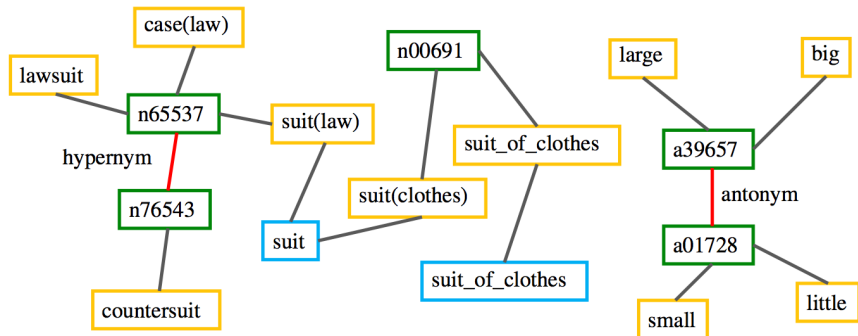 case(law)
lawsuit
n65537
suit(law)
hypernym
n76543
suit
countersuit
n00691
suit_of_clothes
suit(clothes)
suit_of_clothes
large
big
a39657
antonym
a01728
small
little